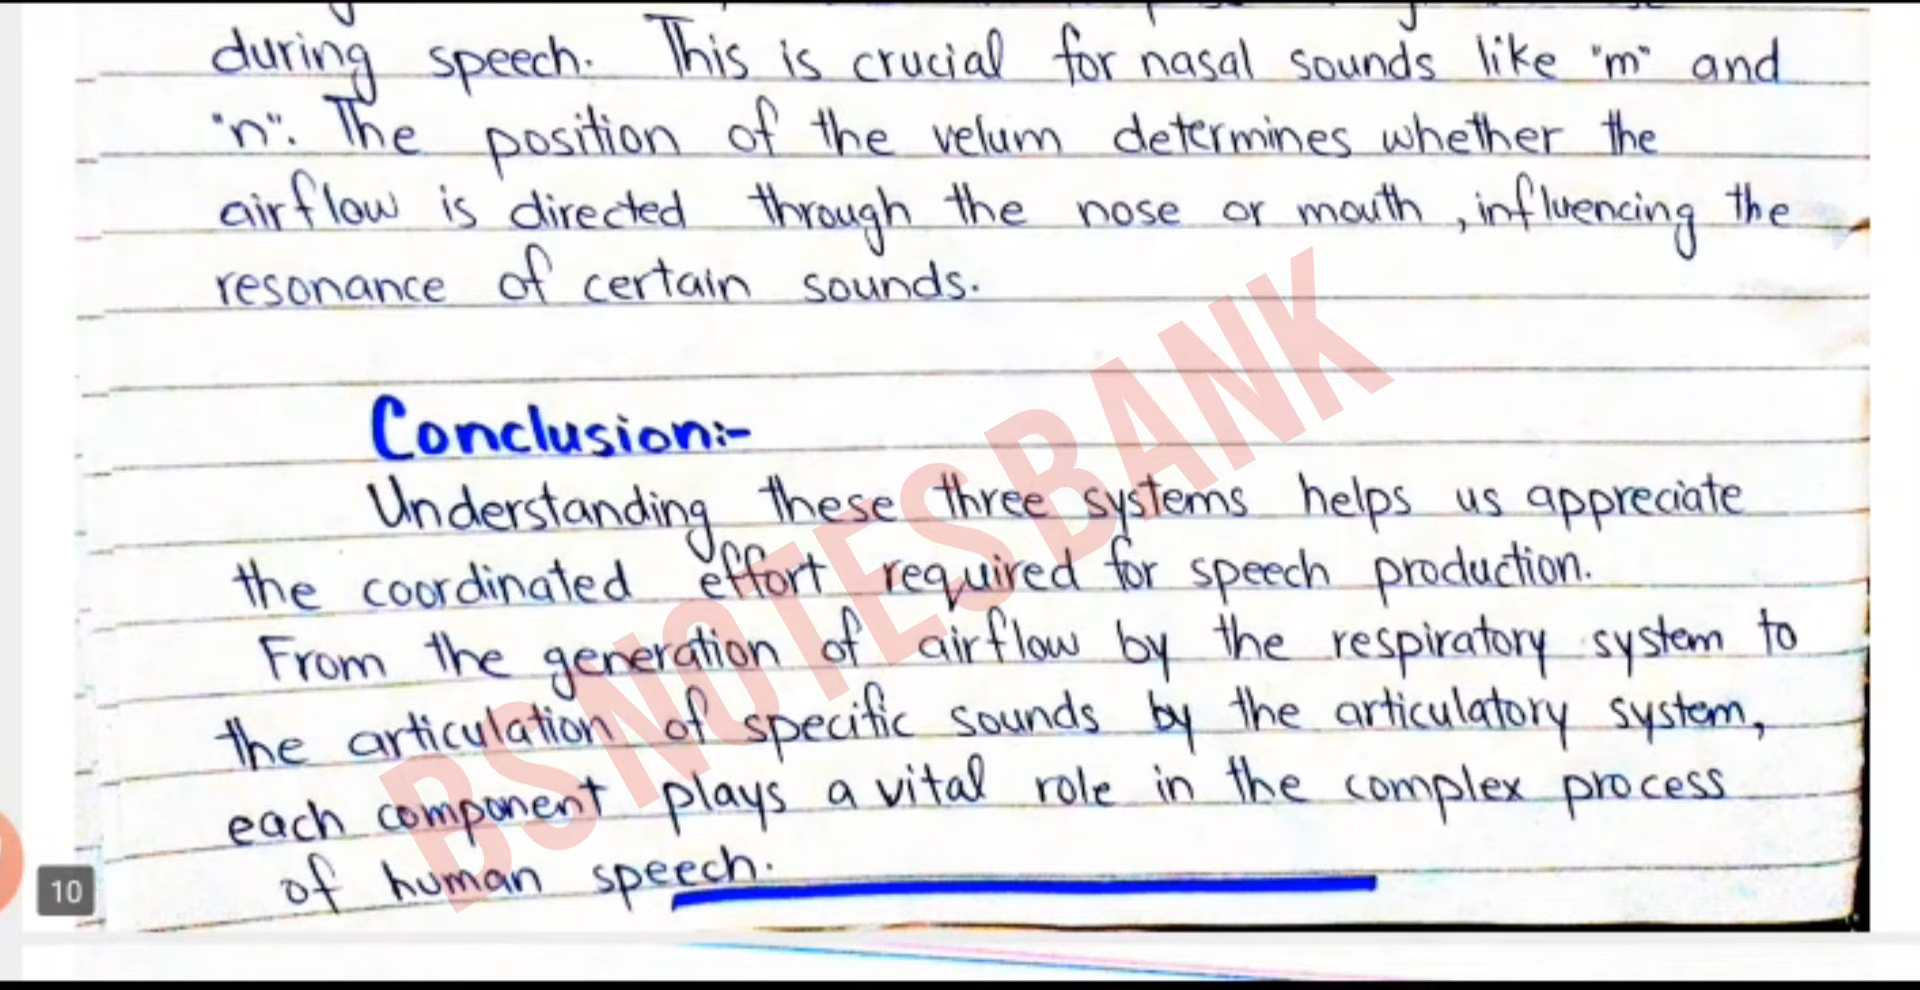 during speech. This is crucial for nasal sounds like "m" and
"n". The position of the velum determines whether the
airflow is directed through the nose or mouth , influencing the
resonance of certain sounds.
Conclusion:-
Understanding these three systems helps us appreciate
the coordinated effort required for speech production.
From the generation of airflow by the respiratory system to
the articulation of specific sounds by the articulatory system,
each component plays a vital role in the complex process
of human speech.
BSNOTESBANK
10